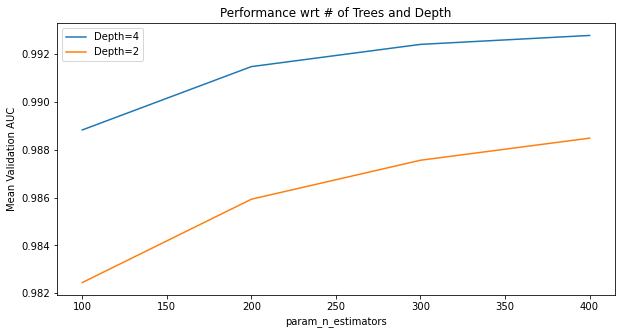 Performance wrt # of Trees and Depth
Depth=4
Depth=2
Mean Validation AUC
0.992
0.990
0.988
0.986
0.984
0.982
100
150
200
250
300
350
400
param_n_estimators